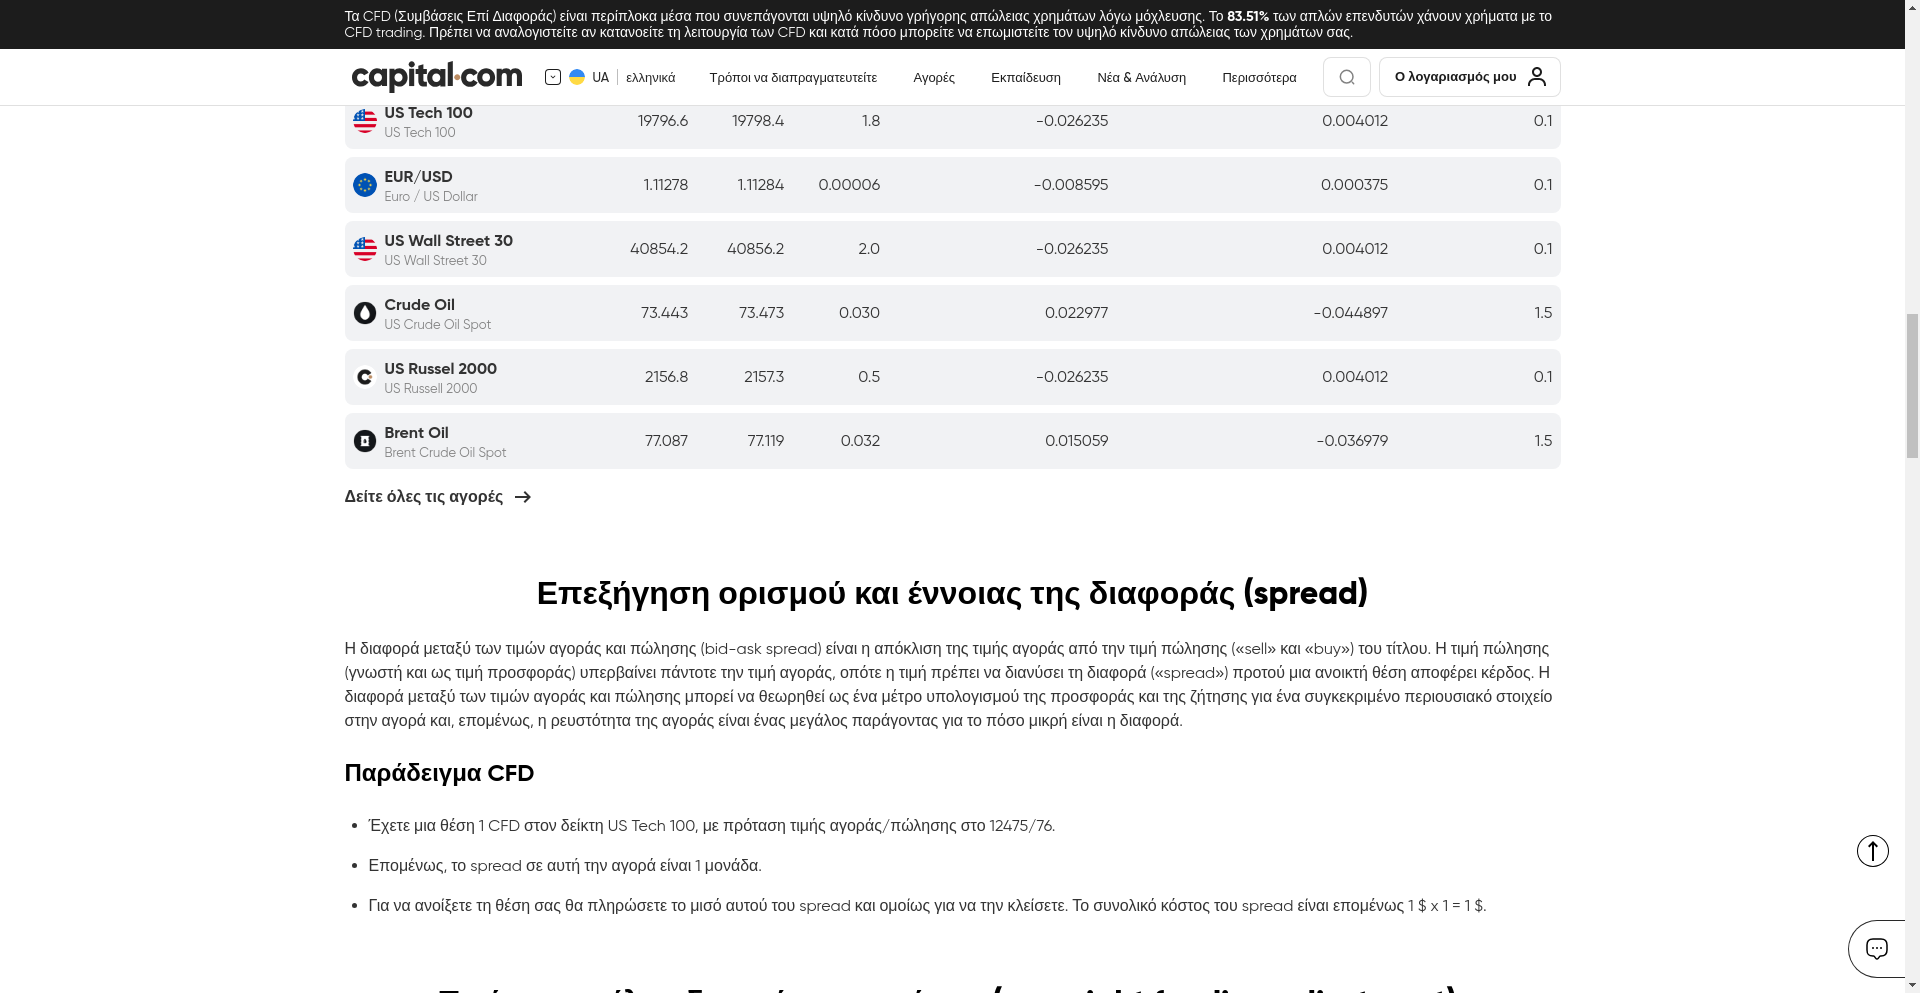 Τα CFD (Συμβάσεις Επί Διαφοράς) είναι περίπλοκα μέσα που συνεπάγονται υψηλό κίνδυνο γρήγορης απώλειας χρημάτων λόγω μόχλευσης. Το 83.51% των απλών επενδυτών χάνουν χρήματα με το
CFD trading. Πρέπει να αναλογιστείτε αν κατανοείτε τη λειτουργία των CFD και κατά πόσο μπορείτε να επωμιστείτε τον υψηλό κίνδυνο απώλειας των χρημάτων σας.
capital.com UA ελληνικά Τρόποι να διαπραγματευτείτε Αγορές Εκπαίδευση Νέα & Ανάλυση Περισσότερα Ο λογαριασμός μου
US Tech 100 19796.6 19798.4 1.8 -0.026235 0.004012 0.1
US Tech 100
EUR/USD 1.11278 1.11284 0.00006 -0.008595 0.000375 0.1
Euro / US Dollar
US Wall Street 30 40854.2 40856.2 2.0 -0.026235 0.004012 0.1
US Wall Street 30
Crude Oil 73.443 73.473 0.030 0.022977 -0.044897 1.5
US Crude Oil Spot
US Russel 2000 2156.8 2157.3 0.5 -0.026235 0.004012 0.1
US Russell 2000
Brent Oil 77.087 77.119 0.032 0.015059 -0.036979 1.5
Brent Crude Oil Spot
Δείτε όλες τις αγορές
Επεξήγηση ορισμού και έννοιας της διαφοράς (spread)
Η διαφορά μεταξύ των τιμών αγοράς και πώλησης (bid-ask spread) είναι η απόκλιση της τιμής αγοράς από την τιμή πώλησης («sell» και «buy») του τίτλου. Η τιμή πώλησης
(γνωστή και ως τιμή προσφοράς) υπερβαίνει πάντοτε την τιμή αγοράς, οπότε η τιμή πρέπει να διανύσει τη διαφορά («spread») προτού μια ανοικτή θέση αποφέρει κέρδος. Η
διαφορά μεταξύ των τιμών αγοράς και πώλησης μπορεί να θεωρηθεί ως ένα μέτρο υπολογισμού της προσφοράς και της ζήτησης για ένα συγκεκριμένο περιουσιακό στοιχείο
στην αγορά και, επομένως, η ρευστότητα της αγοράς είναι ένας μεγάλος παράγοντας για το πόσο μικρή είναι η διαφορά.
Παράδειγμα CFD
• Έχετε μια θέση 1 CFD στον δείκτη US Tech 100, με πρόταση τιμής αγοράς/πώλησης στο 12475/76.
• Επομένως, το spread σε αυτή την αγορά είναι 1 μονάδα.
• Για να ανοίξετε τη θέση σας θα πληρώσετε το μισό αυτού του spread και ομοίως για να την κλείσετε. Το συνολικό κόστος του spread είναι επομένως 1 $ x 1 = 1 $.